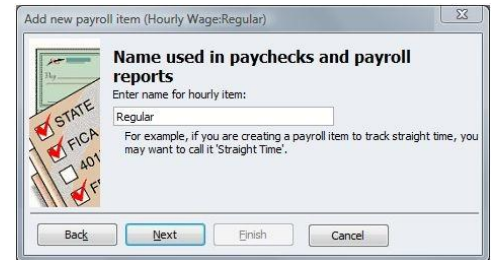 Add new payroll item (Hourly Wage:Regular)
Name used in paychecks and payroll
reports
Enter name for hourly item:
Regular
For example, if you are creating a payroll item to track straight time, you
may want to call it 'Straight Time'.
STATE
FICA
401
Back
Next
Finish
Cancel